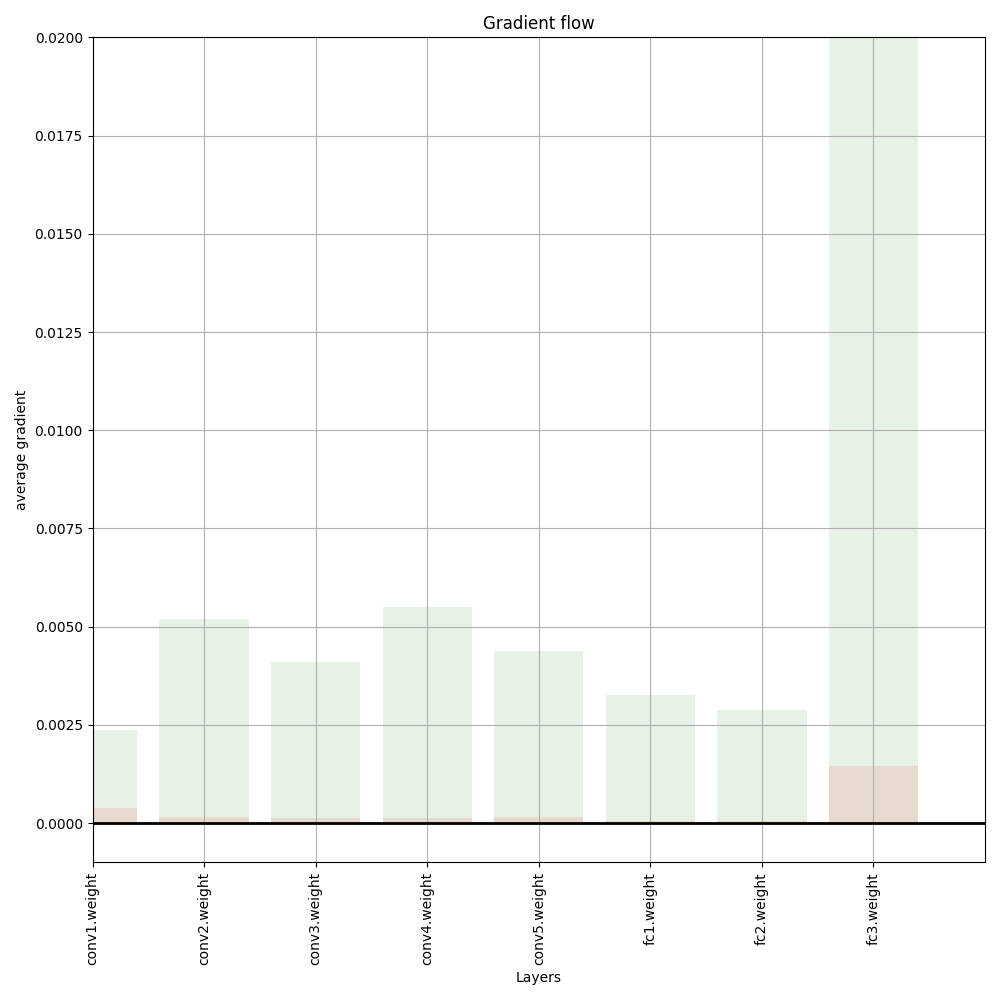 Gradient flow
0.0200
0.0175
0.0150
0.0125
0.0100
0.0075
0.0050
0.0025
0.0000
average gradient
conv1.weight
conv2.weight
conv3.weight
conv4.weight
conv5.weight
fc1.weight
fc2.weight
fc3.weight
Layers